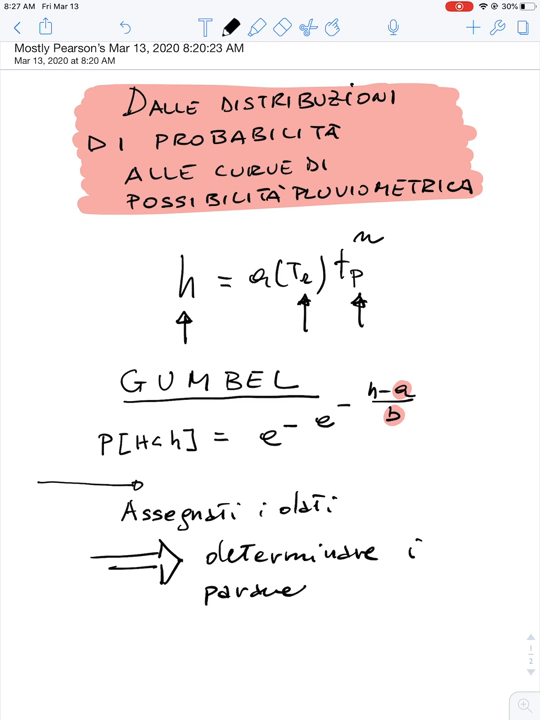 8:27 AM Fri Mar 13
30%
Mostly Pearson's Mar 13, 2020 8:20:23 AM
Mar 13, 2020 at 8:20 AM
DALLE DISTRIBUZIONI
DI PROBABILITÀ
ALLE CURVE DI
POSSIBILITÀ PLUVIOMETRICA
h = a(Tr) tp^n
GUMBEL
P[H<h] = e^-e^-(h-a)/b
Assegnati i dati
⇒ determinare i
1
2